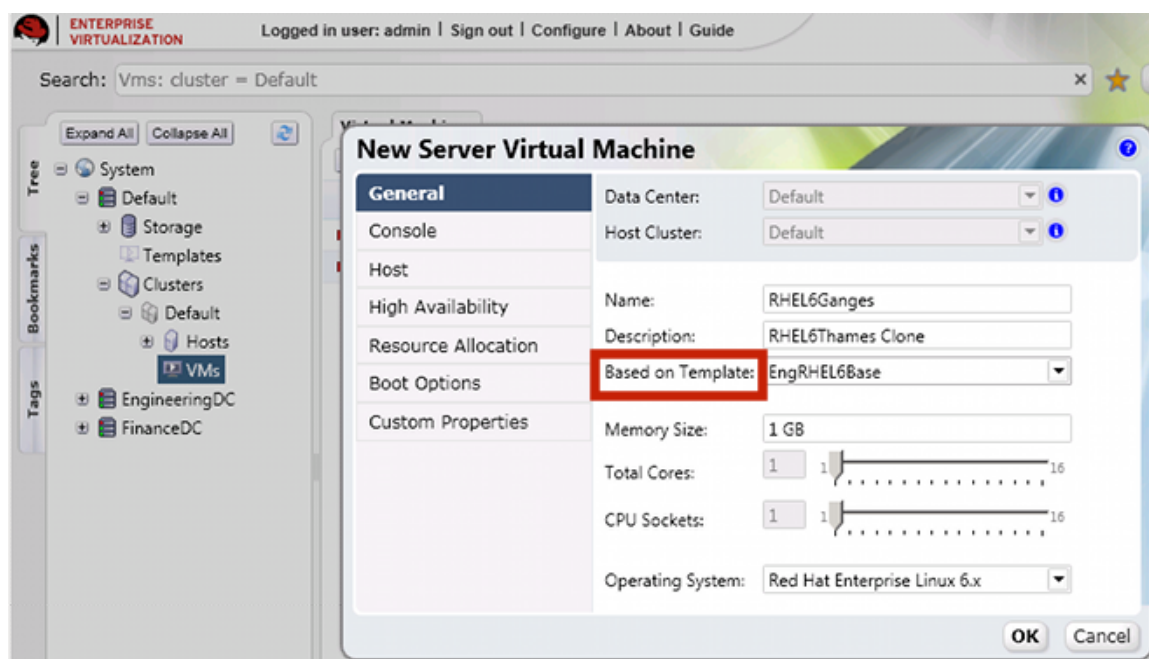 ENTERPRISE
VIRTUALIZATION
Logged in user: admin | Sign out | Configure | About | Guide
Search: Vms: cluster = Default
Expand All Collapse All
Tree
Bookmarks
Tags
System
Default
Storage
Templates
Clusters
Default
Hosts
VMs
EngineeringDC
FinanceDC
New Server Virtual Machine
General
Console
Host
High Availability
Resource Allocation
Boot Options
Custom Properties
Data Center: Default
Host Cluster: Default
Name: RHEL6Ganges
Description: RHEL6Thames Clone
Based on Template: EngRHEL6Base
Memory Size: 1 GB
Total Cores: 1 1 16
CPU Sockets: 1 1 16
Operating System: Red Hat Enterprise Linux 6.x
OK Cancel